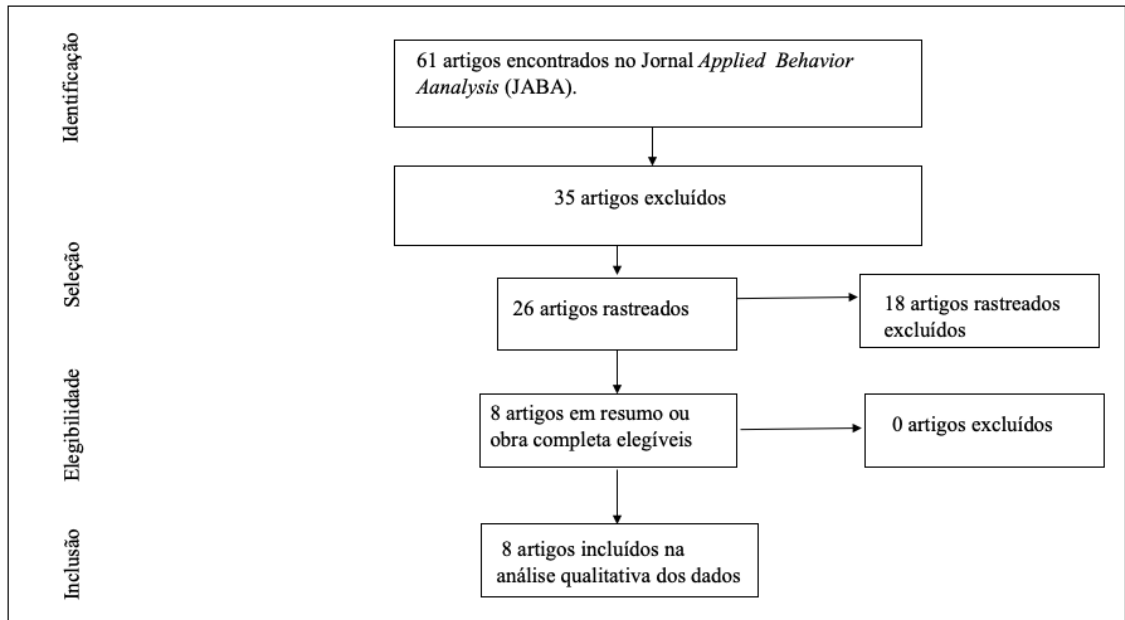 Identificação
61 artigos encontrados no Jornal Applied Behavior
Aanalysis (JABA).
35 artigos excluídos
Seleção
26 artigos rastreados
18 artigos rastreados
excluídos
Elegibilidade
8 artigos em resumo ou
obra completa elegíveis
0 artigos excluídos
Inclusão
8 artigos incluídos na
análise qualitativa dos dados